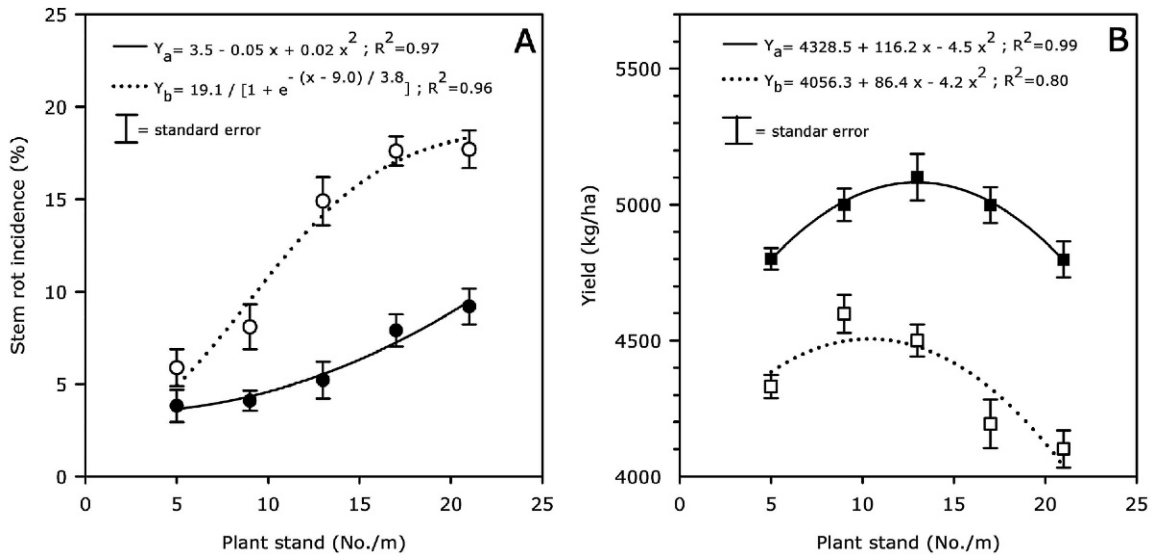 A
Yₐ= 3.5 - 0.05 x + 0.02 x² ; R²=0.97
Y_b= 19.1 / [1 + e^- (x - 9.0) / 3.8] ; R²=0.96
= standard error
Stem rot incidence (%)
25
20
15
10
5
0
0 5 10 15 20 25
Plant stand (No./m)
B
Yₐ= 4328.5 + 116.2 x - 4.5 x² ; R²=0.99
Y_b= 4056.3 + 86.4 x - 4.2 x² ; R²=0.80
= standar error
Yield (kg/ha)
5500
5000
4500
4000
0 5 10 15 20 25
Plant stand (No./m)